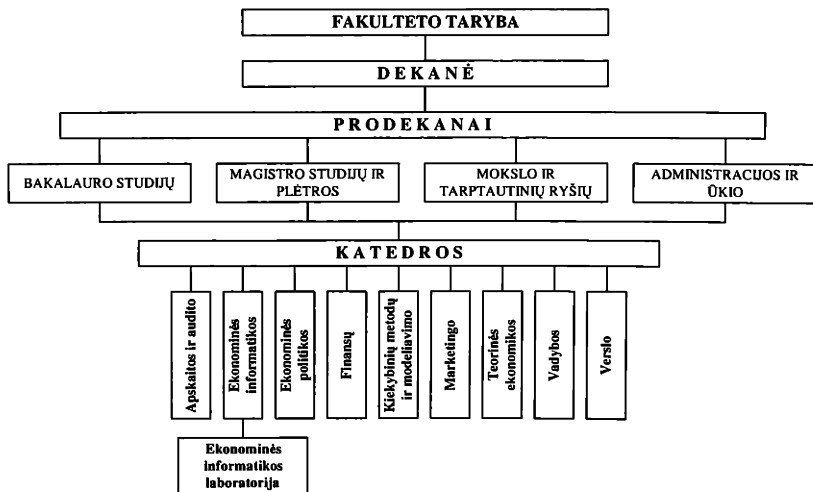 FAKULTETO TARYBA
DEKANĖ
PRODEKANAI
BAKALAURO STUDIJŲ
MAGISTRO STUDIJŲ IR
PLĖTROS
MOKSLO IR
TARPTAUTINIŲ RYŠIŲ
ADMINISTRACIJOS IR
ŪKIO
KATEDROS
Apskaitos ir audito
Ekonominės
informatikos
Ekonominės
politikos
Finansų
Kiekybinių metodų
ir modeliavimo
Marketingo
Teorinės
ekonomikos
Vadybos
Verslo
Ekonominės
informatikos
laboratorija